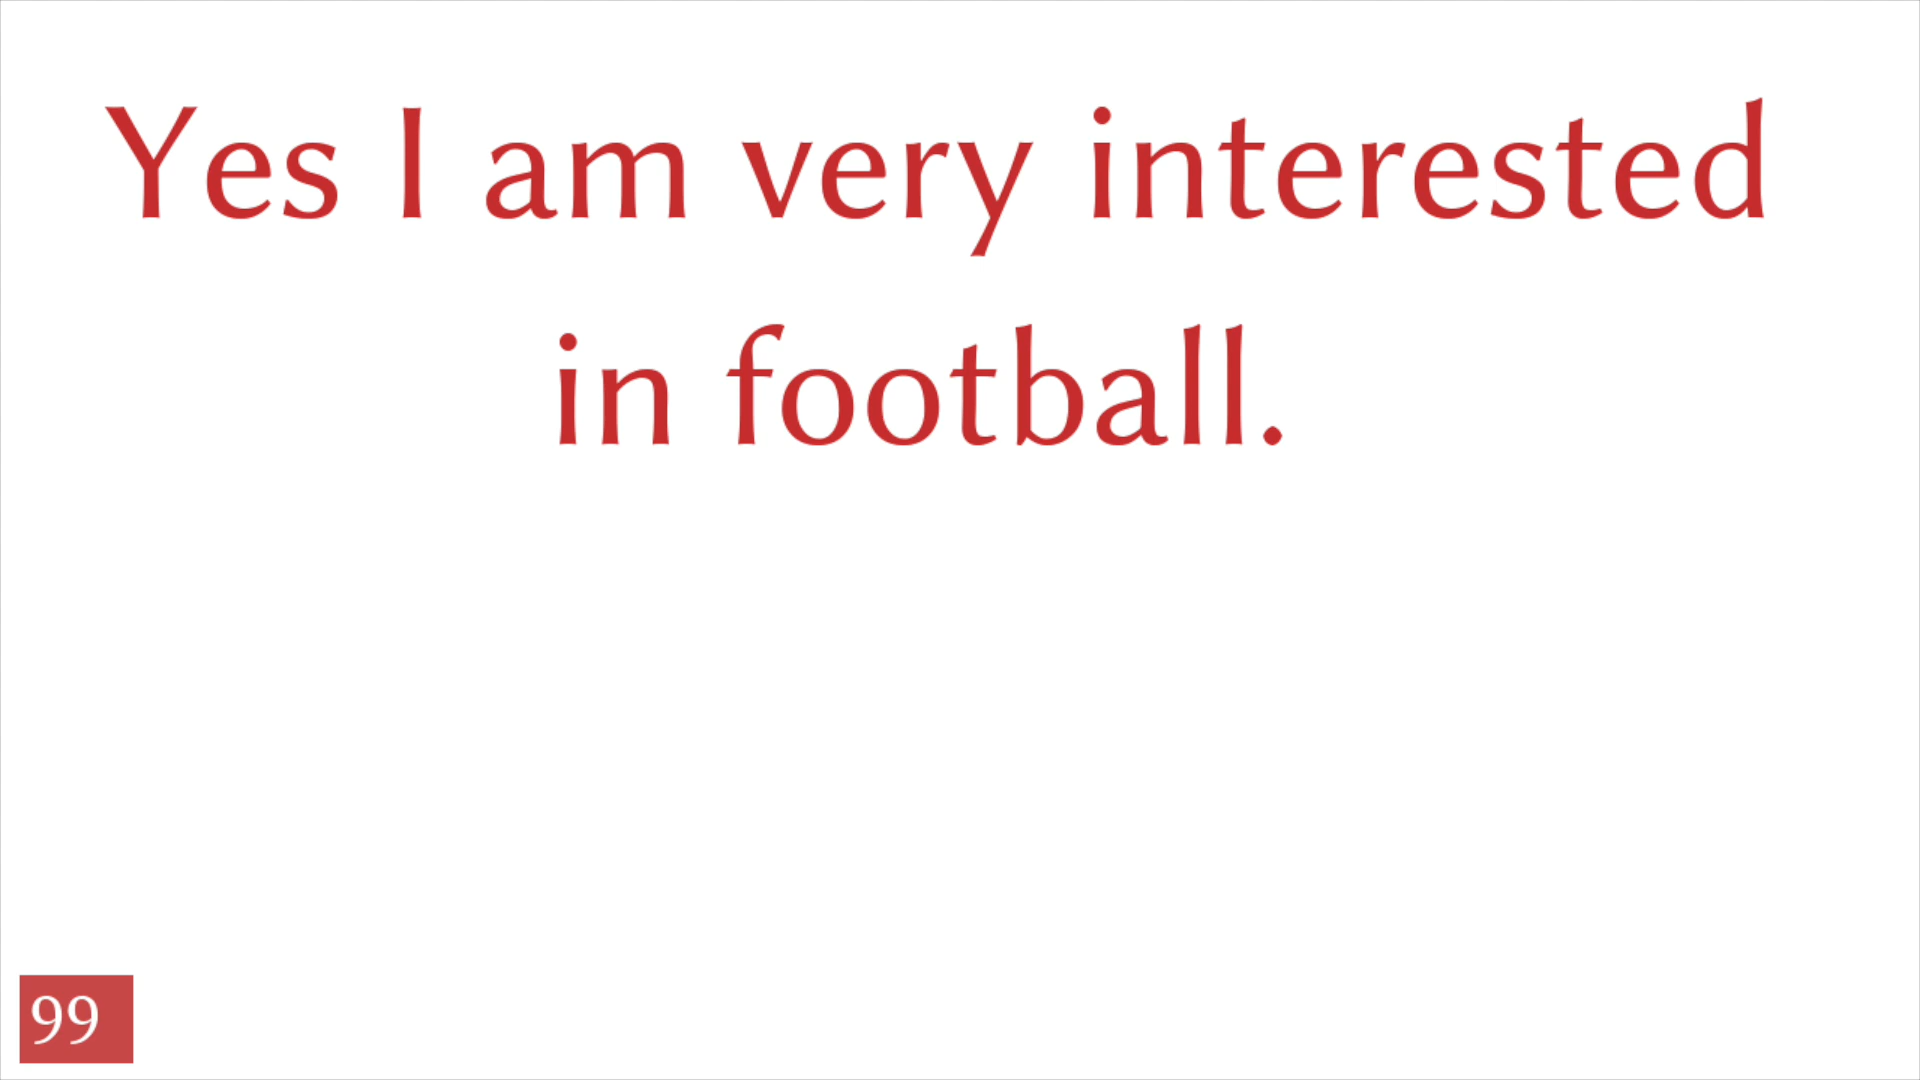 Yes I am very interested
in football.
99